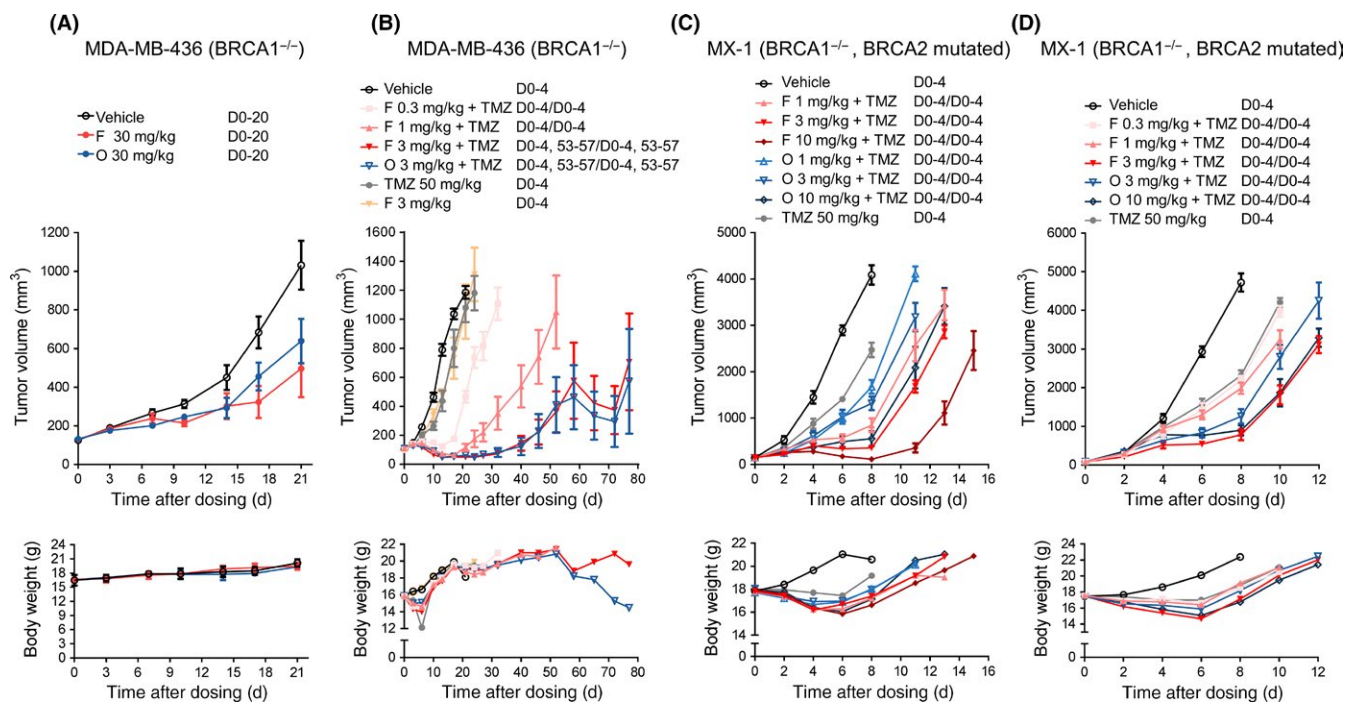 (A)
MDA-MB-436 (BRCA1−/−)
Vehicle D0-20
F 30 mg/kg D0-20
O 30 mg/kg D0-20
Tumor volume (mm3)
1200
1000
800
600
400
200
0
0 3 6 9 12 15 18 21
Time after dosing (d)
Body weight (g)
24
21
18
15
12
9
6
3
0
0 3 6 9 12 15 18 21
Time after dosing (d)
(B)
MDA-MB-436 (BRCA1−/−)
Vehicle D0-4
F 0.3 mg/kg + TMZ D0-4/D0-4
F 1 mg/kg + TMZ D0-4/D0-4
F 3 mg/kg + TMZ D0-4, 53-57/D0-4, 53-57
O 3 mg/kg + TMZ D0-4, 53-57/D0-4, 53-57
TMZ 50 mg/kg D0-4
F 3 mg/kg D0-4
Tumor volume (mm3)
1600
1400
1200
1000
800
600
400
200
0
0 10 20 30 40 50 60 70 80
Time after dosing (d)
Body weight (g)
22
20
18
16
14
12
2
0
0 10 20 30 40 50 60 70 80
Time after dosing (d)
(C)
MX-1 (BRCA1−/−, BRCA2 mutated)
Vehicle D0-4
F 1 mg/kg + TMZ D0-4/D0-4
F 3 mg/kg + TMZ D0-4/D0-4
F 10 mg/kg + TMZ D0-4/D0-4
O 1 mg/kg + TMZ D0-4/D0-4
O 3 mg/kg + TMZ D0-4/D0-4
O 10 mg/kg + TMZ D0-4/D0-4
TMZ 50 mg/kg D0-4
Tumor volume (mm3)
5000
4000
3000
2000
1000
0
0 2 4 6 8 10 12 14 16
Time after dosing (d)
Body weight (g)
22
20
18
16
14
0
0 2 4 6 8 10 12 14 16
Time after dosing (d)
(D)
MX-1 (BRCA1−/−, BRCA2 mutated)
Vehicle D0-4
F 0.3 mg/kg + TMZ D0-4/D0-4
F 1 mg/kg + TMZ D0-4/D0-4
F 3 mg/kg + TMZ D0-4/D0-4
O 3 mg/kg + TMZ D0-4/D0-4
O 10 mg/kg + TMZ D0-4/D0-4
TMZ 50 mg/kg D0-4
Tumor volume (mm3)
6000
5000
4000
3000
2000
1000
0
0 2 4 6 8 10 12
Time after dosing (d)
Body weight (g)
24
22
20
18
16
14
12
0
0 2 4 6 8 10 12
Time after dosing (d)